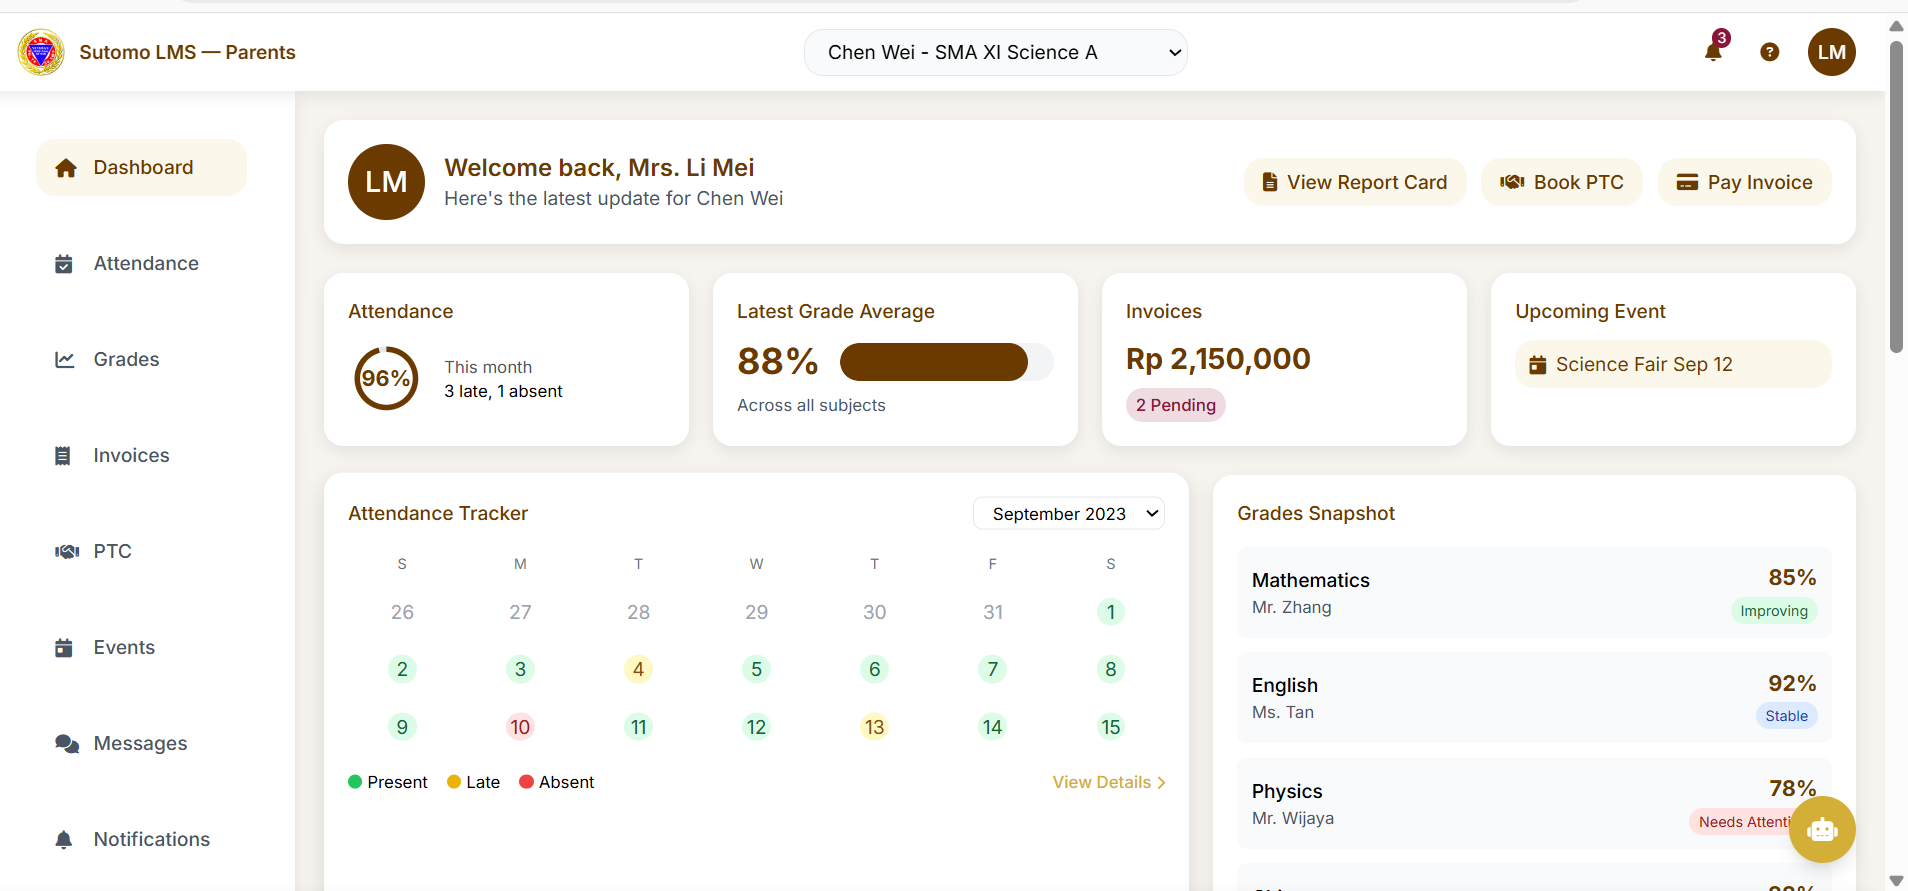 Sutomo LMS — Parents
Chen Wei - SMA XI Science A
3
?
LM
Dashboard
Attendance
Grades
Invoices
PTC
Events
Messages
Notifications
LM
Welcome back, Mrs. Li Mei
Here's the latest update for Chen Wei
View Report Card
Book PTC
Pay Invoice
Attendance
96%
This month
3 late, 1 absent
Latest Grade Average
88%
Across all subjects
Invoices
Rp 2,150,000
2 Pending
Upcoming Event
Science Fair Sep 12
Attendance Tracker
September 2023
S M T W T F S
26 27 28 29 30 31 1
2 3 4 5 6 7 8
9 10 11 12 13 14 15
Present Late Absent
View Details
Grades Snapshot
Mathematics
85%
Mr. Zhang
Improving
English
92%
Ms. Tan
Stable
Physics
78%
Mr. Wijaya
Needs